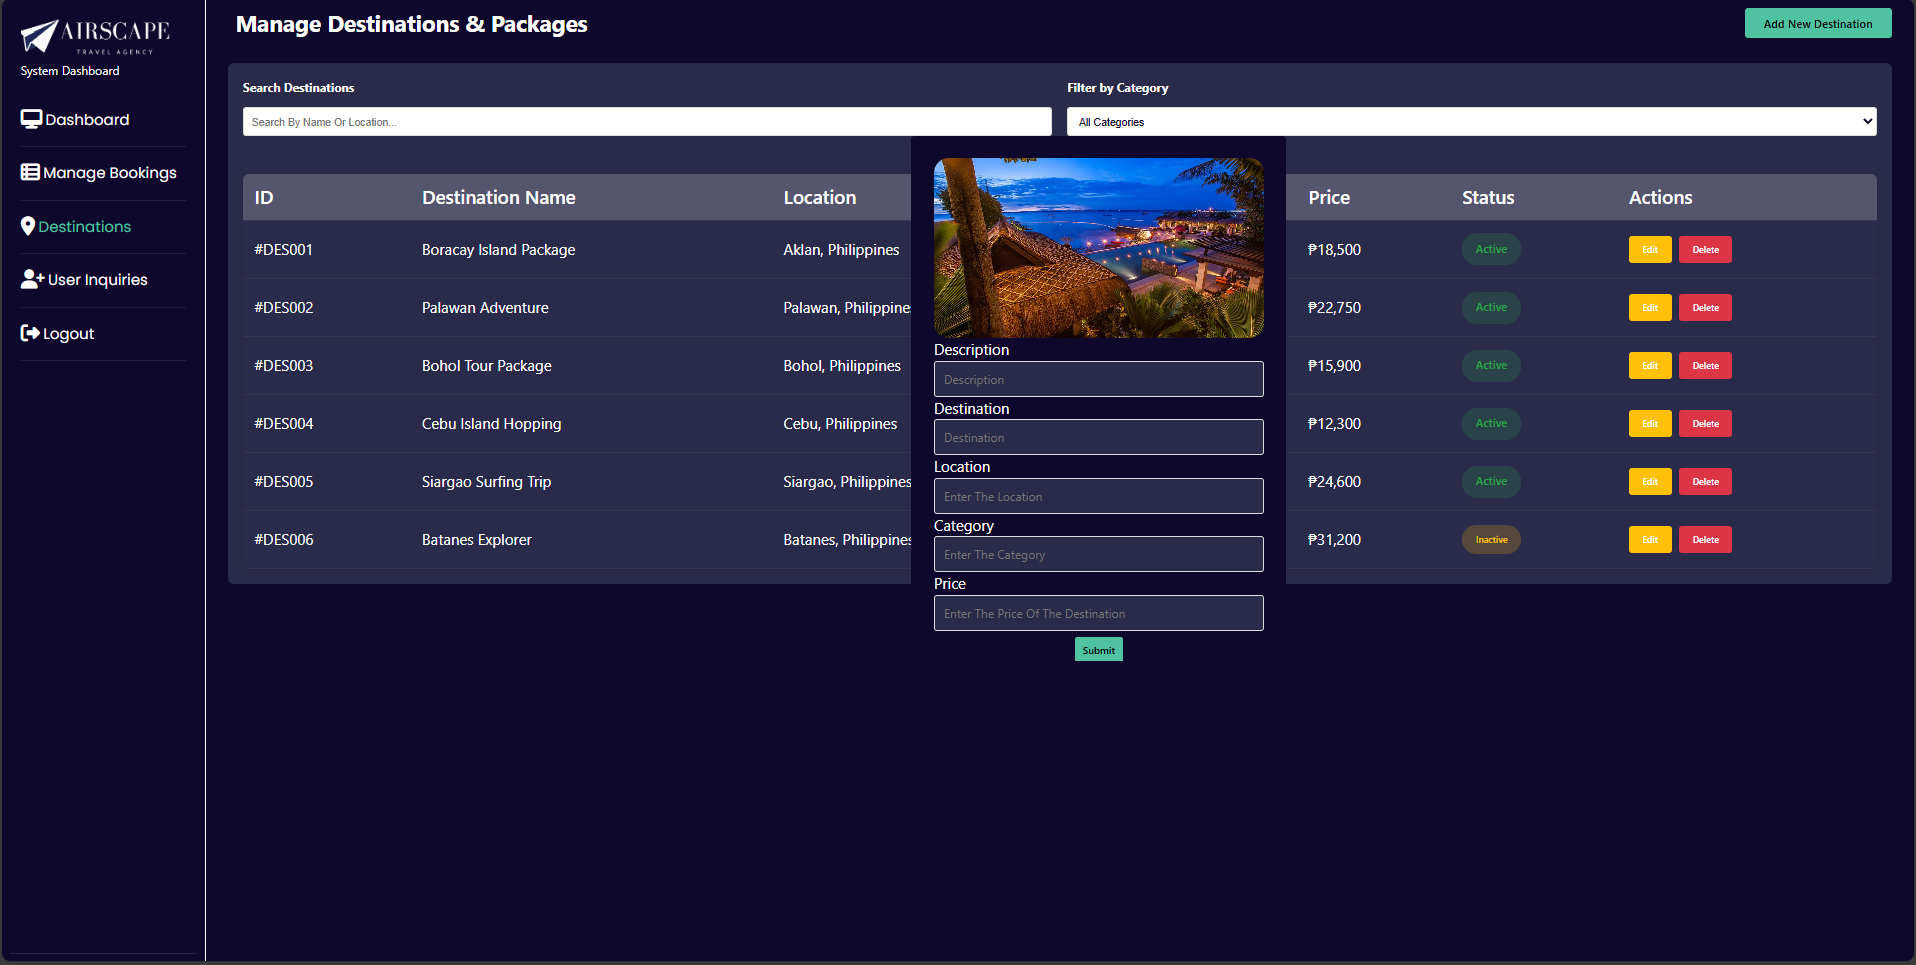 AIRSCAPE
TRAVEL AGENCY
System Dashboard
Dashboard
Manage Bookings
Destinations
User Inquiries
Logout
Manage Destinations & Packages
Add New Destination
Search Destinations
Filter by Category
Search By Name Or Location...
All Categories
ID Destination Name Location Price Status Actions
#DES001 Boracay Island Package Aklan, Philippines ₱18,500 Active Edit Delete
#DES002 Palawan Adventure Palawan, Philippine ₱22,750 Active Edit Delete
#DES003 Bohol Tour Package Bohol, Philippines ₱15,900 Active Edit Delete
#DES004 Cebu Island Hopping Cebu, Philippines ₱12,300 Active Edit Delete
#DES005 Siargao Surfing Trip Siargao, Philippines ₱24,600 Active Edit Delete
#DES006 Batanes Explorer Batanes, Philippines ₱31,200 Inactive Edit Delete
Description
Description
Destination
Destination
Location
Enter The Location
Category
Enter The Category
Price
Enter The Price Of The Destination
Submit